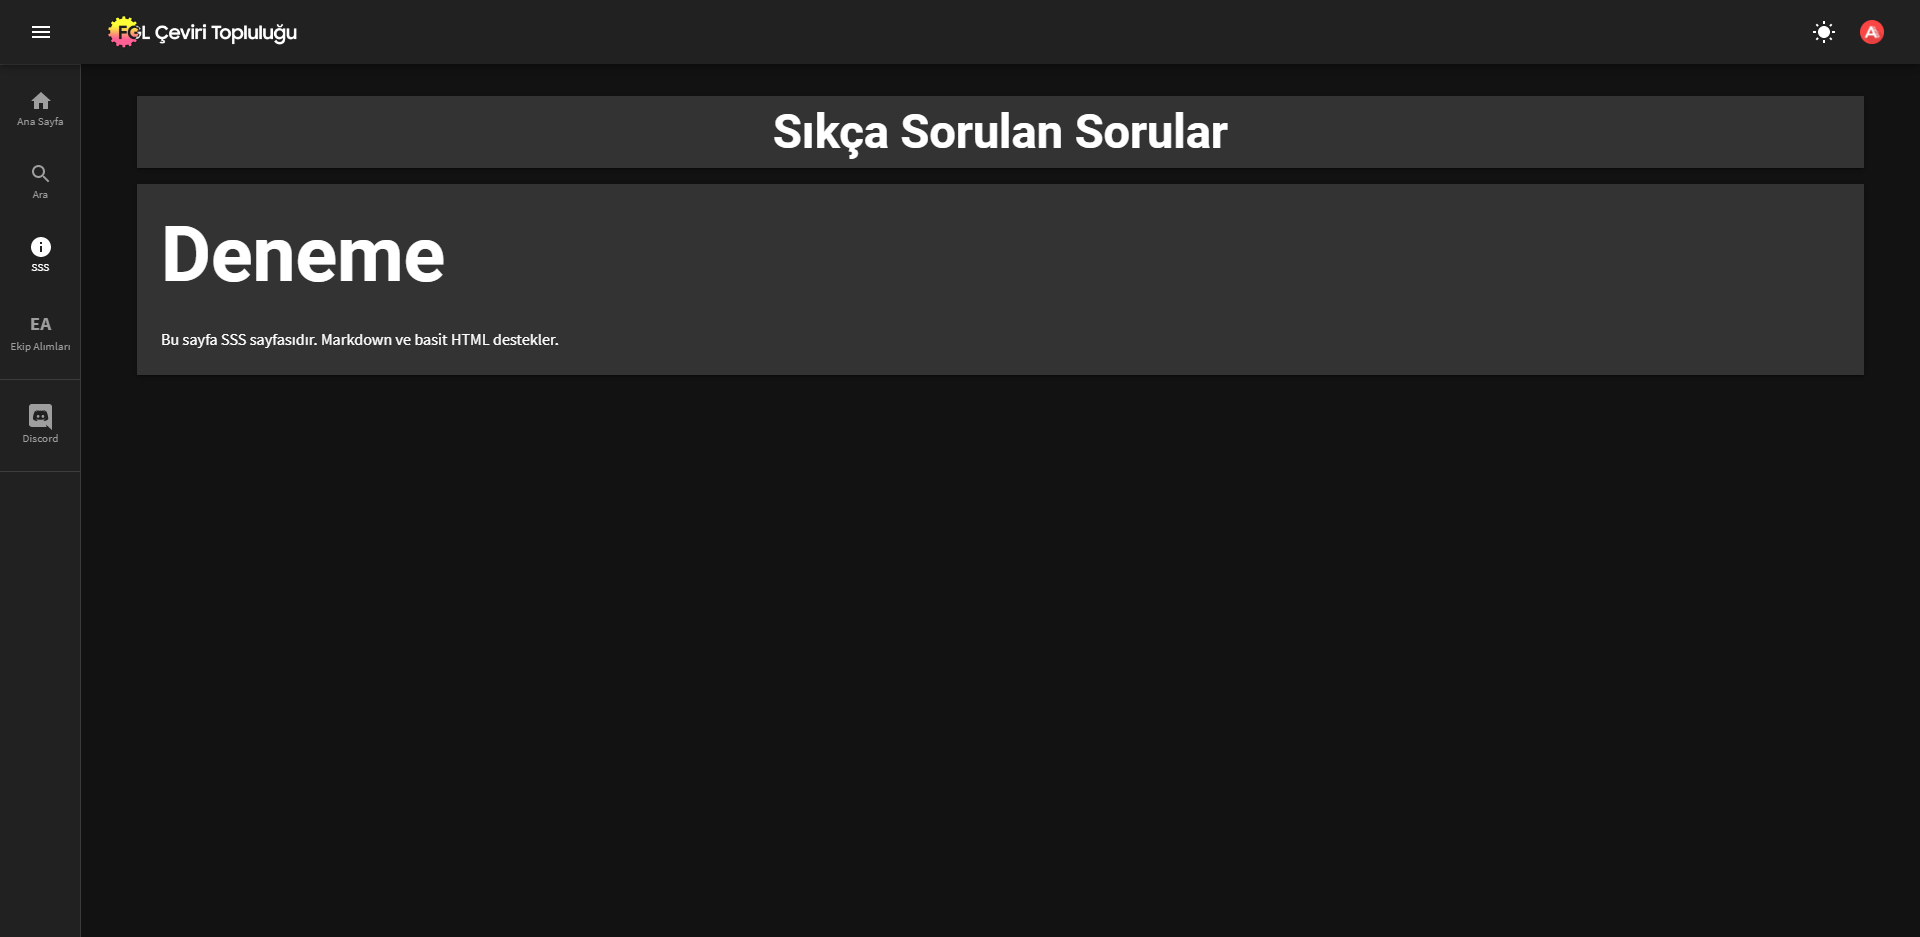 FGL Çeviri Topluluğu
Ana Sayfa
Ara
SSS
EA
Ekip Alımları
Discord
Sıkça Sorulan Sorular
Deneme
Bu sayfa SSS sayfasıdır. Markdown ve basit HTML destekler.